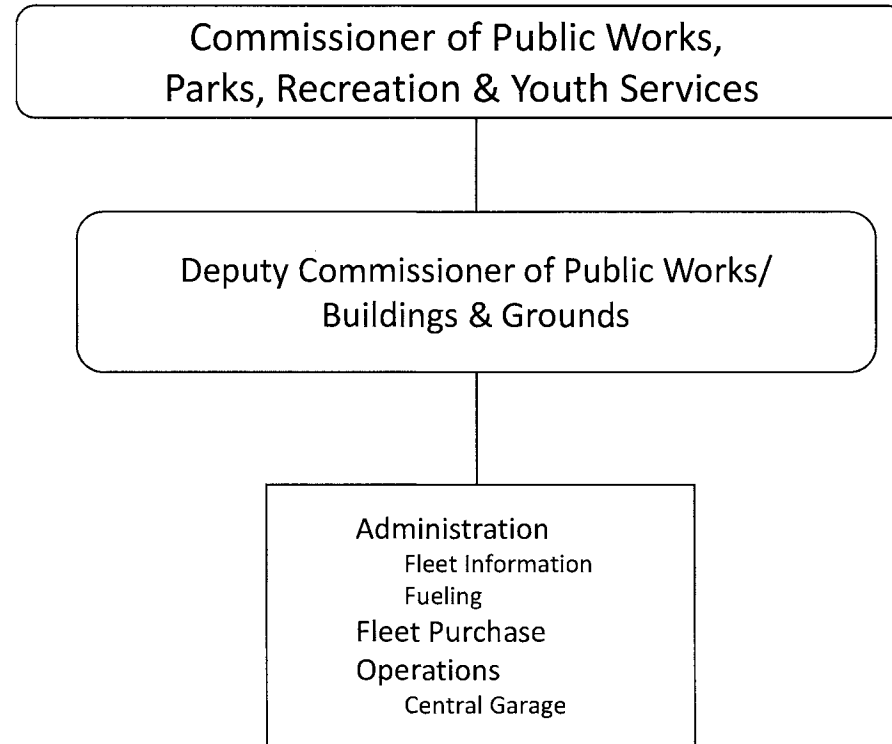 Commissioner of Public Works,
Parks, Recreation & Youth Services
Deputy Commissioner of Public Works/
Buildings & Grounds
Administration
Fleet Information
Fueling
Fleet Purchase
Operations
Central Garage